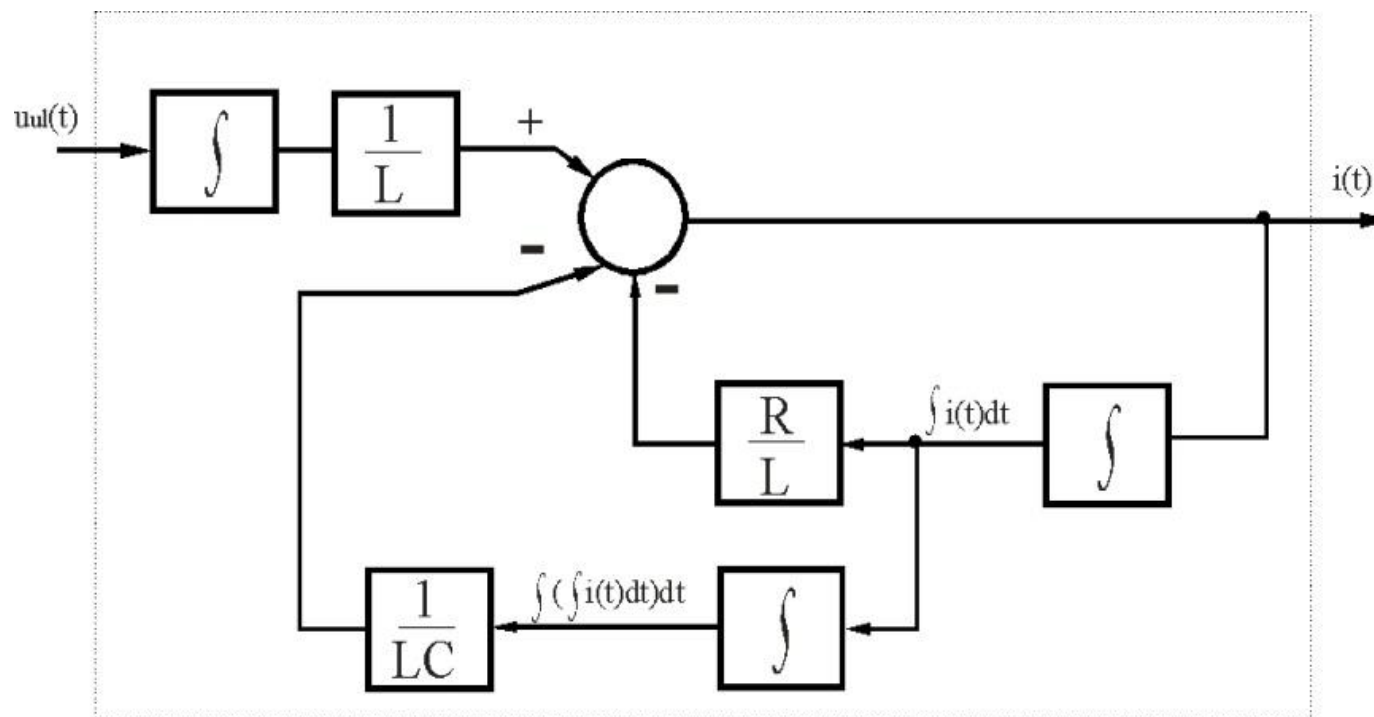 uul(t)
∫
1
L
+
i(t)
-
-
R
L
∫i(t)dt
∫
1
LC
∫(∫i(t)dt)dt
∫